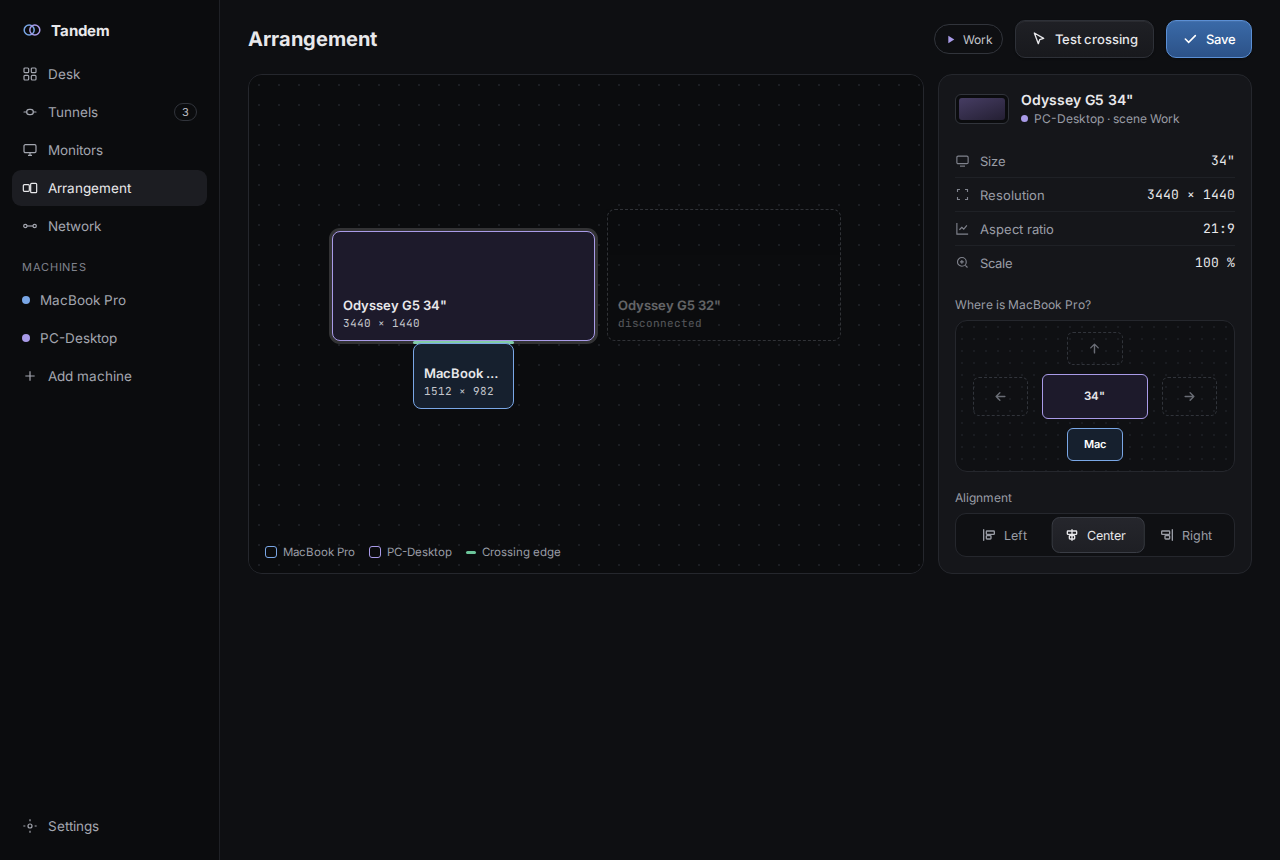 Tandem
Desk
Tunnels
3
Monitors
Arrangement
Network
MACHINES
MacBook Pro
PC-Desktop
Add machine
Settings
Arrangement
Work
Test crossing
Save
Odyssey G5 34"
3440 × 1440
Odyssey G5 32"
disconnected
MacBook ...
1512 × 982
MacBook Pro
PC-Desktop
Crossing edge
Odyssey G5 34"
PC-Desktop · scene Work
Size
34"
Resolution
3440 × 1440
Aspect ratio
21:9
Scale
100 %
Where is MacBook Pro?
34"
Mac
Alignment
Left
Center
Right